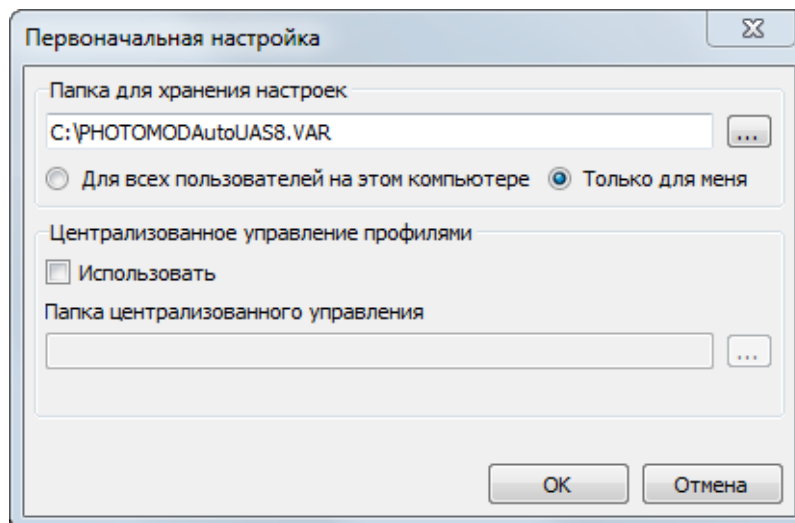 Первоначальная настройка
Папка для хранения настроек
C:\PHOTOMODAutoUAS8.VAR
...
Для всех пользователей на этом компьютере Только для меня
Централизованное управление профилями
Использовать
Папка централизованного управления
...
OK Отмена